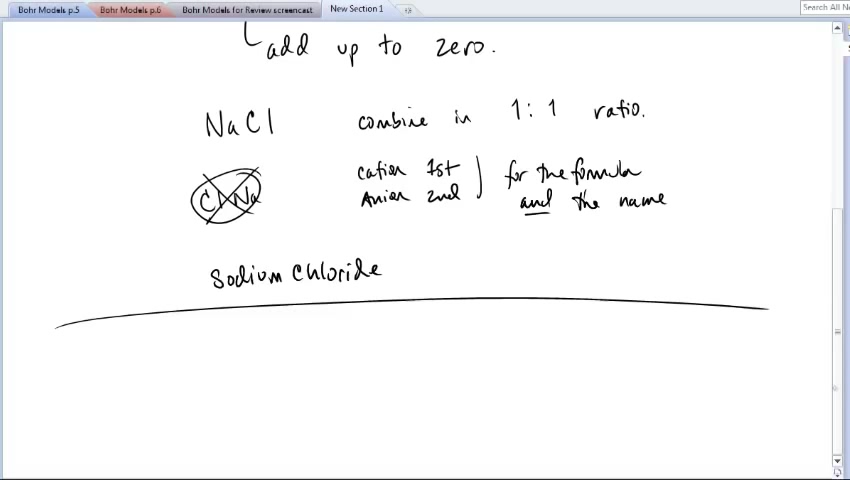 Bohr Models p.5 Bohr Models p.6 Bohr Models for Review screencast New Section 1
Search All No
add up to zero.
NaCl combine in 1:1 ratio.
cation 1st
ClNa
Anion 2nd
for the formula
and the name
Sodium Chloride